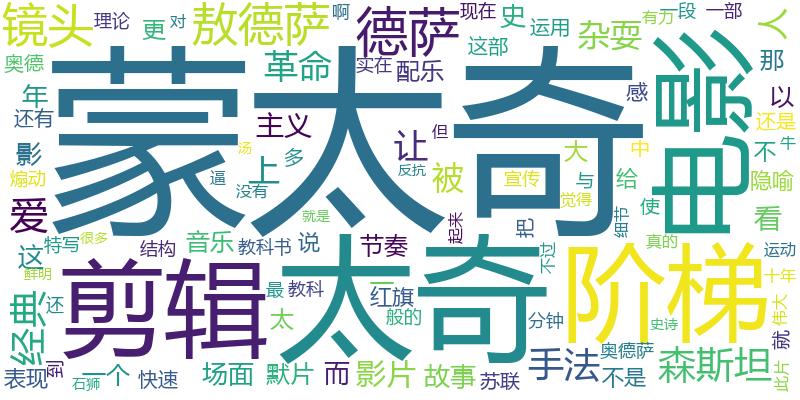 镜头 理论 更 对 敖德萨 啊 德萨 现在 史 这部 运用 有力 杂耍 一段 一部 人
奥德 年 还有 影 煽动 爱 革命 实在 配乐 主义 上 多 让 但 反抗 被 感 大 与 中 给 使 那 以 还是 不 隐喻 看
蒙太奇 电影
汤 逼 没有 宣传 觉得 起来 把 细节 就是 不过 真的
这 特写 很多 结构 音乐 教科书 说 节奏 运动
鲜明 经典 还 剪辑 最 教科 太奇 一 红旗 太 般的 分钟 阶梯 奥德萨 史诗 十年 就 伟大 此片 牛
表现 到 石狮 一个 快速 场面 默片 而 影片 故事 苏联 手法 不是 森斯坦